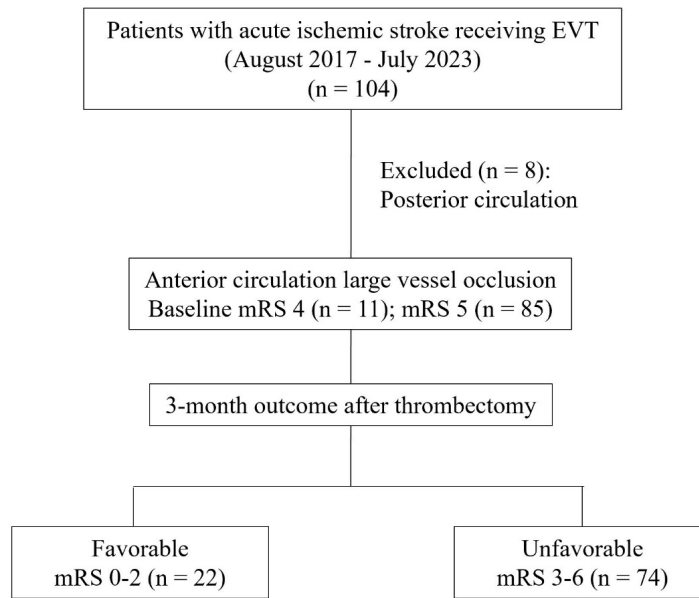 Patients with acute ischemic stroke receiving EVT
(August 2017 - July 2023)
(n = 104)
Excluded (n = 8):
Posterior circulation
Anterior circulation large vessel occlusion
Baseline mRS 4 (n = 11); mRS 5 (n = 85)
3-month outcome after thrombectomy
Favorable
mRS 0-2 (n = 22)
Unfavorable
mRS 3-6 (n = 74)